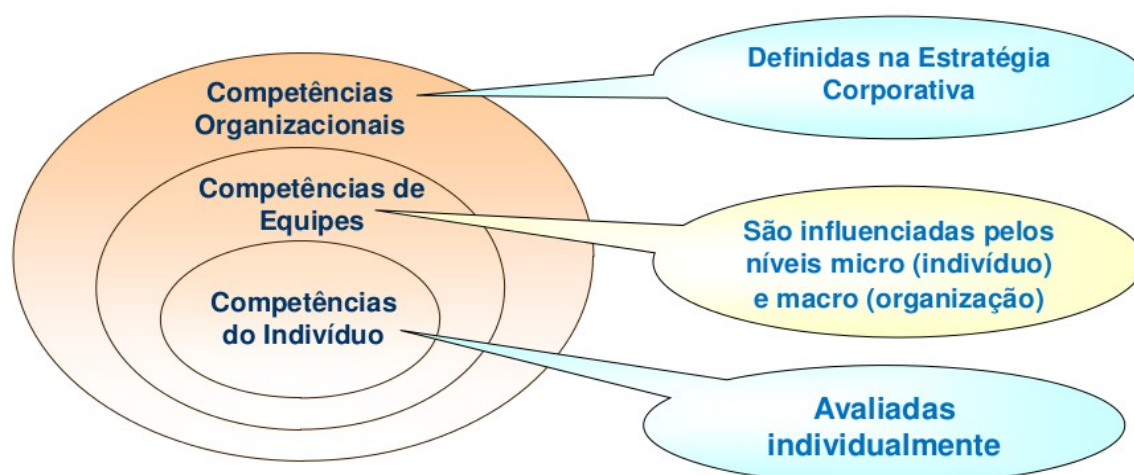 Competências
Organizacionais
Definidas na Estratégia
Corporativa
Competências de
Equipes
São influenciadas pelos
níveis micro (indivíduo)
e macro (organização)
Competências
do Indivíduo
Avaliadas
individualmente